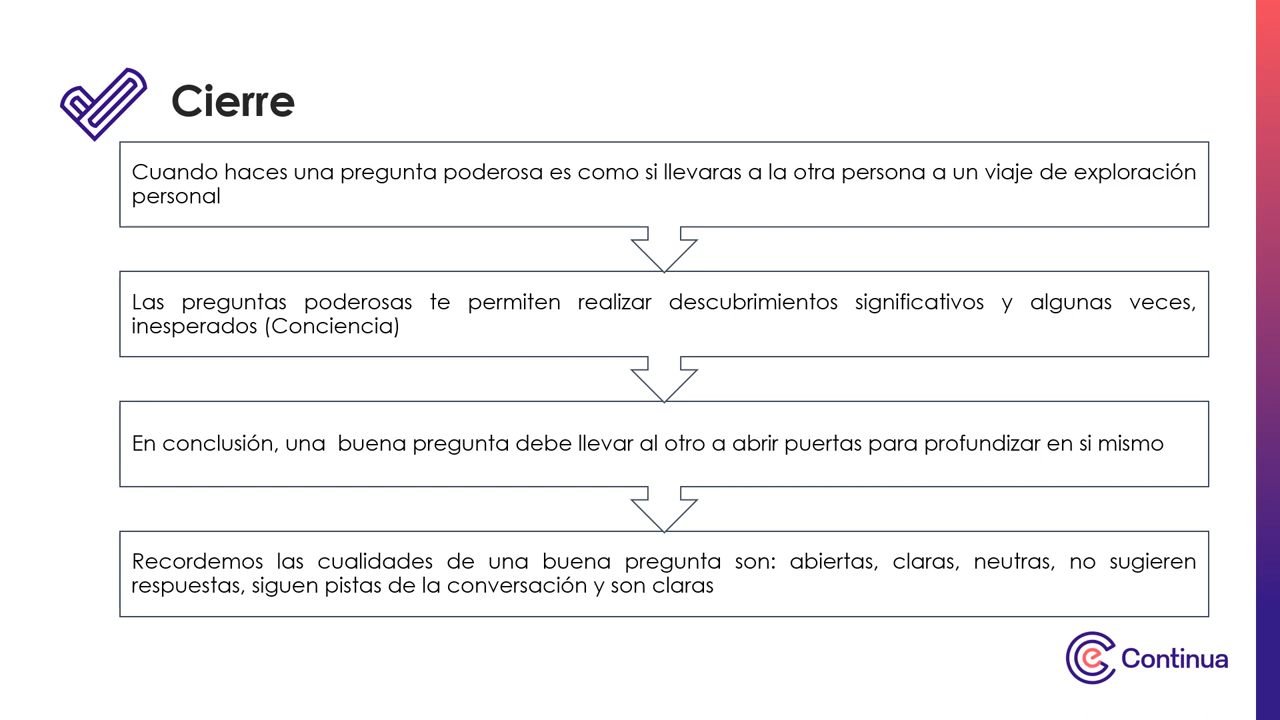 Cierre
Cuando haces una pregunta poderosa es como si llevaras a la otra persona a un viaje de exploración
personal
Las preguntas poderosas te permiten realizar descubrimientos significativos y algunas veces,
inesperados (Conciencia)
En conclusión, una  buena pregunta debe llevar al otro a abrir puertas para profundizar en si mismo
Recordemos las cualidades de una buena pregunta son: abiertas, claras, neutras, no sugieren
respuestas, siguen pistas de la conversación y son claras
e Continua